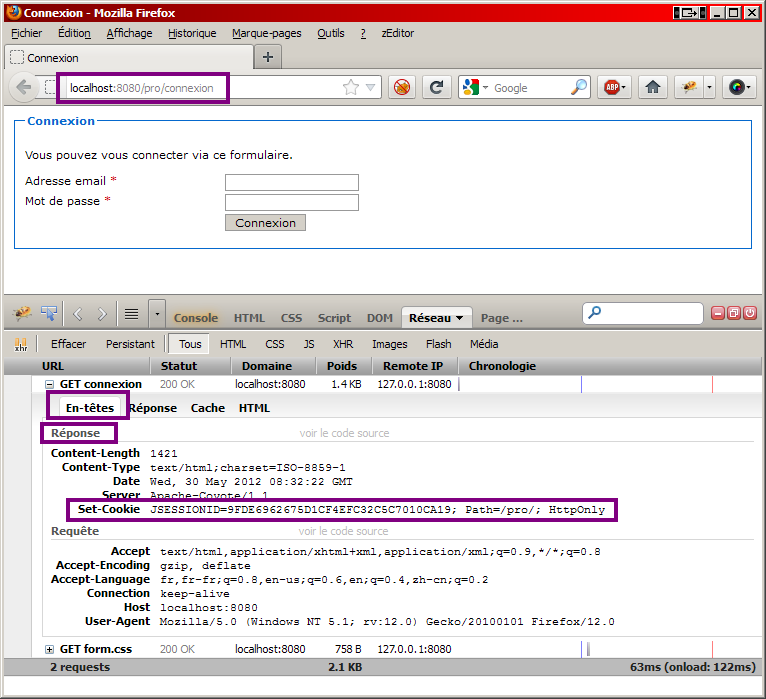 Connexion - Mozilla Firefox
Fichier Édition Affichage Historique Marque-pages Outils ? zEditor
Connexion
localhost:8080/pro/connexion Google ABP
Connexion
Vous pouvez vous connecter via ce formulaire.
Adresse email *
Mot de passe *
Connexion
Console HTML CSS Script DOM Réseau Page ...
xhr Effacer Persistant Tous HTML CSS JS XHR Images Flash Média
URL Statut Domaine Poids Remote IP Chronologie
GET connexion 200 OK localhost:8080 1.4 KB 127.0.0.1:8080
En-têtes Réponse Cache HTML
Réponse voir le code source
Content-Length 1421
Content-Type text/html;charset=ISO-8859-1
Date Wed, 30 May 2012 08:32:22 GMT
Server Apache-Coyote/1.1
Set-Cookie JSESSIONID=9FDE6962675D1CF4EFC32C5C7010CA19; Path=/pro/; HttpOnly
Requête voir le code source
Accept text/html,application/xhtml+xml,application/xml;q=0.9,*/*;q=0.8
Accept-Encoding gzip, deflate
Accept-Language fr,fr-fr;q=0.8,en-us;q=0.6,en;q=0.4,zh-cn;q=0.2
Connection keep-alive
Host localhost:8080
User-Agent Mozilla/5.0 (Windows NT 5.1; rv:12.0) Gecko/20100101 Firefox/12.0
GET form.css 200 OK localhost:8080 758 B 127.0.0.1:8080
2 requests 2.1 KB 63ms (onload: 122ms)